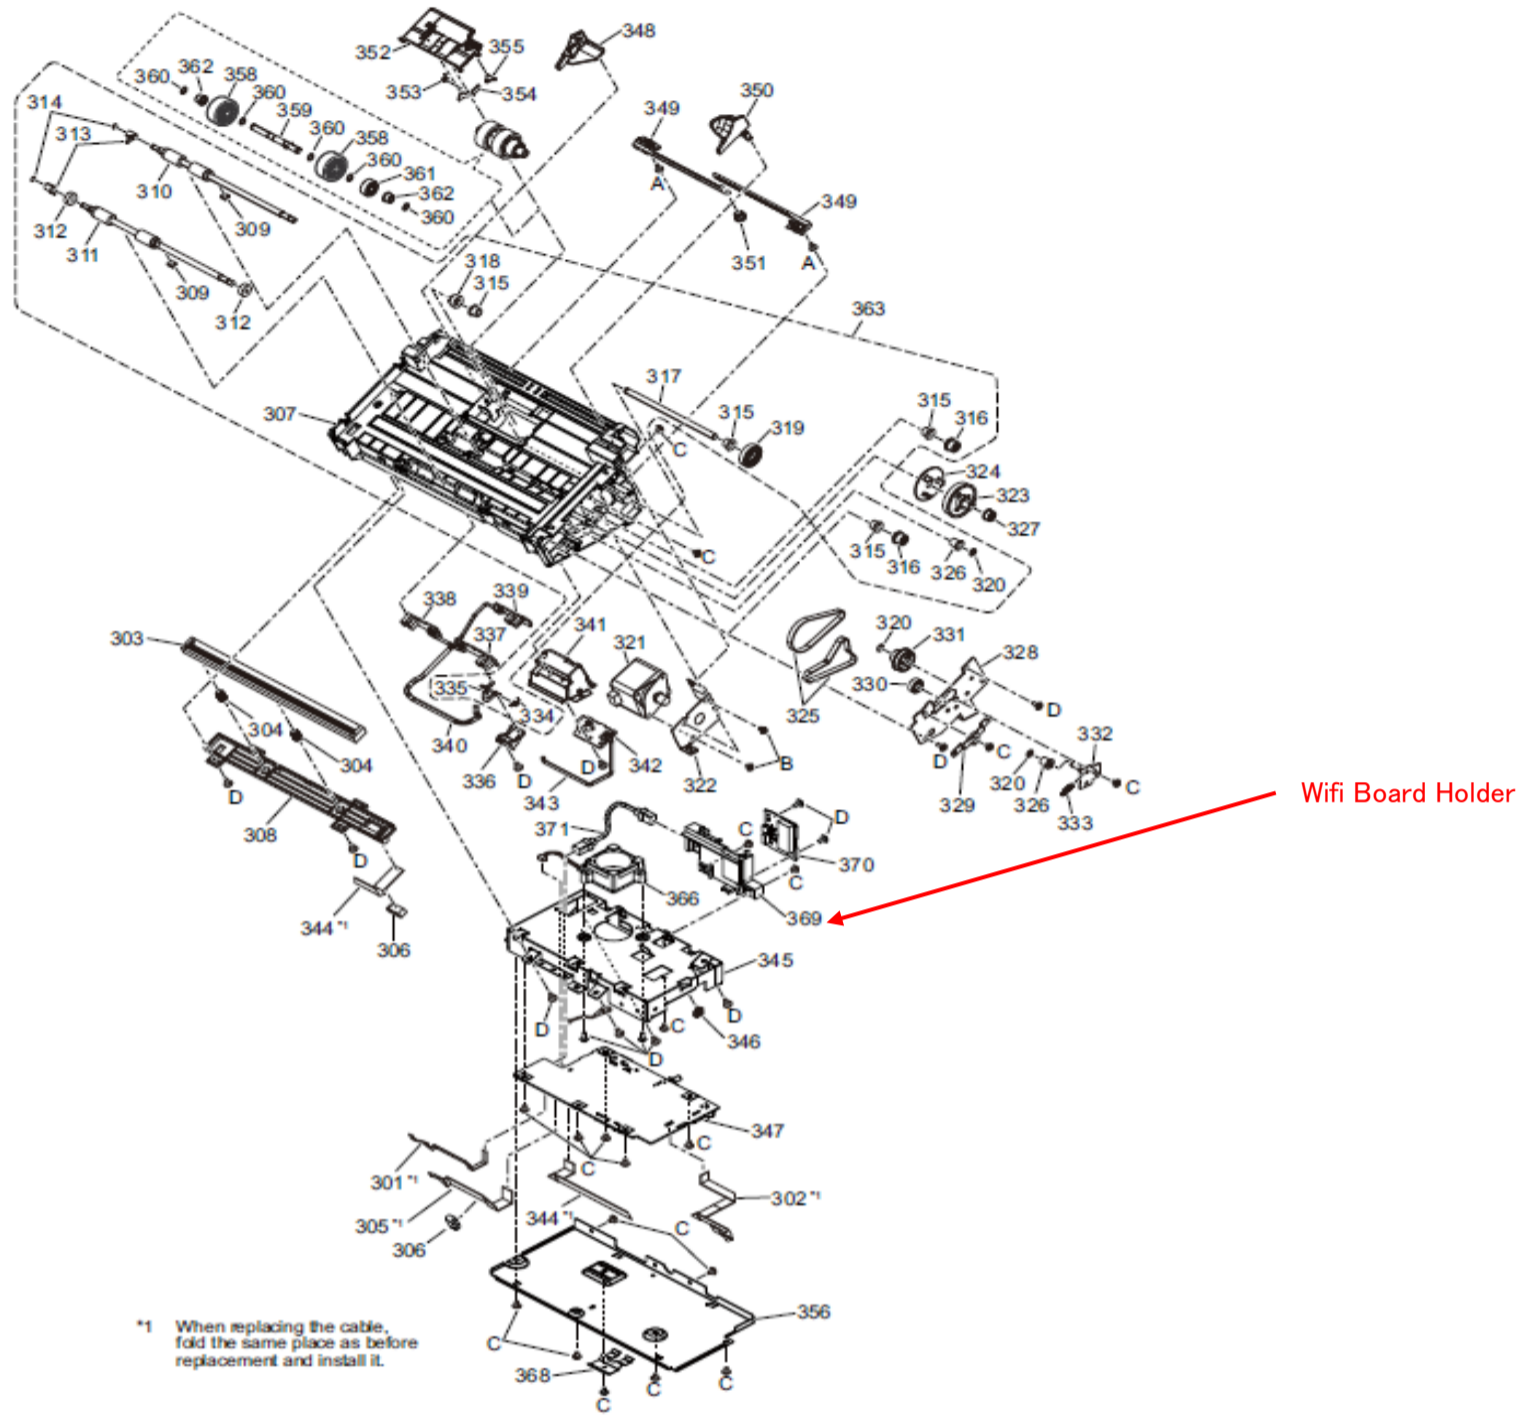 352
355
348
353
354
360
362
358
360
359
360
358
360
361
362
360
314
313
310
309
312
311
309
312
349
350
A
349
351
A
318
315
363
307
317
315
319
C
315
316
324
323
327
315
316
326
320
C
303
304
304
308
D
D
344*1
306
338
339
337
335
334
340
336
D
341
342
D
343
321
322
B
325
320
331
330
328
D
D
C
329
320
326
332
333
C
Wifi Board Holder
371
366
C
D
370
C
369
345
D
D
C
D
346
347
C
C
301*1
305*1
306
344*1
302*1
C
356
C
368
C
C
C
*1 When replacing the cable,
fold the same place as before
replacement and install it.